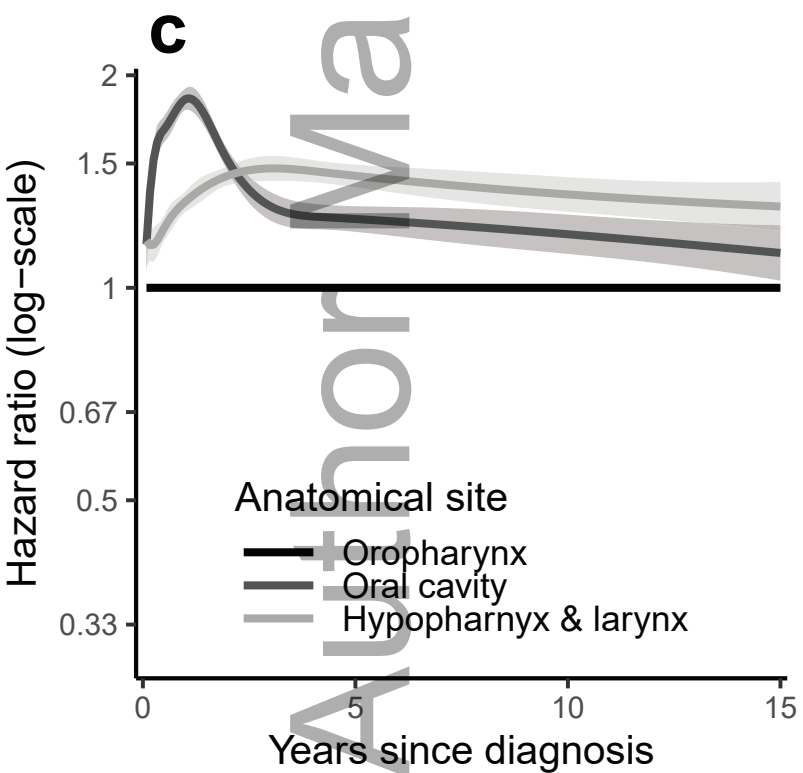 c
Hazard ratio (log−scale)
2
1.5
1
0.67
0.5
0.33
Author Ma
Anatomical site
Oropharynx
Oral cavity
Hypopharnyx & larynx
0 5 10 15
Years since diagnosis